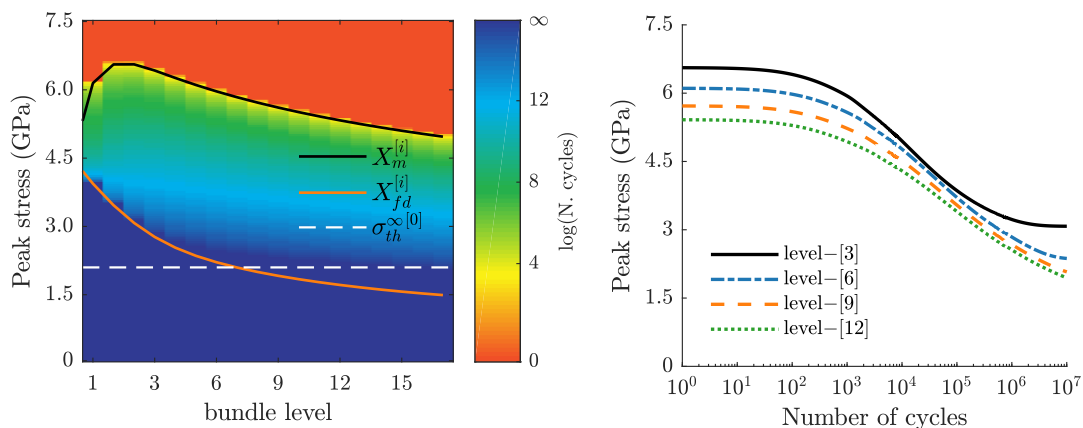 7.5
6.0
4.5
3.0
1.5
0
Peak stress (GPa)
1 3 6 9 12 15
bundle level
X_m^{[i]}
X_{fd}^{[i]}
σ_{th}^{∞[0]}
∞
12
8
4
0
log(N. cycles)
7.5
6
4.5
3
1.5
0
Peak stress (GPa)
level−[3]
level−[6]
level−[9]
level−[12]
10^0 10^1 10^2 10^3 10^4 10^5 10^6 10^7
Number of cycles